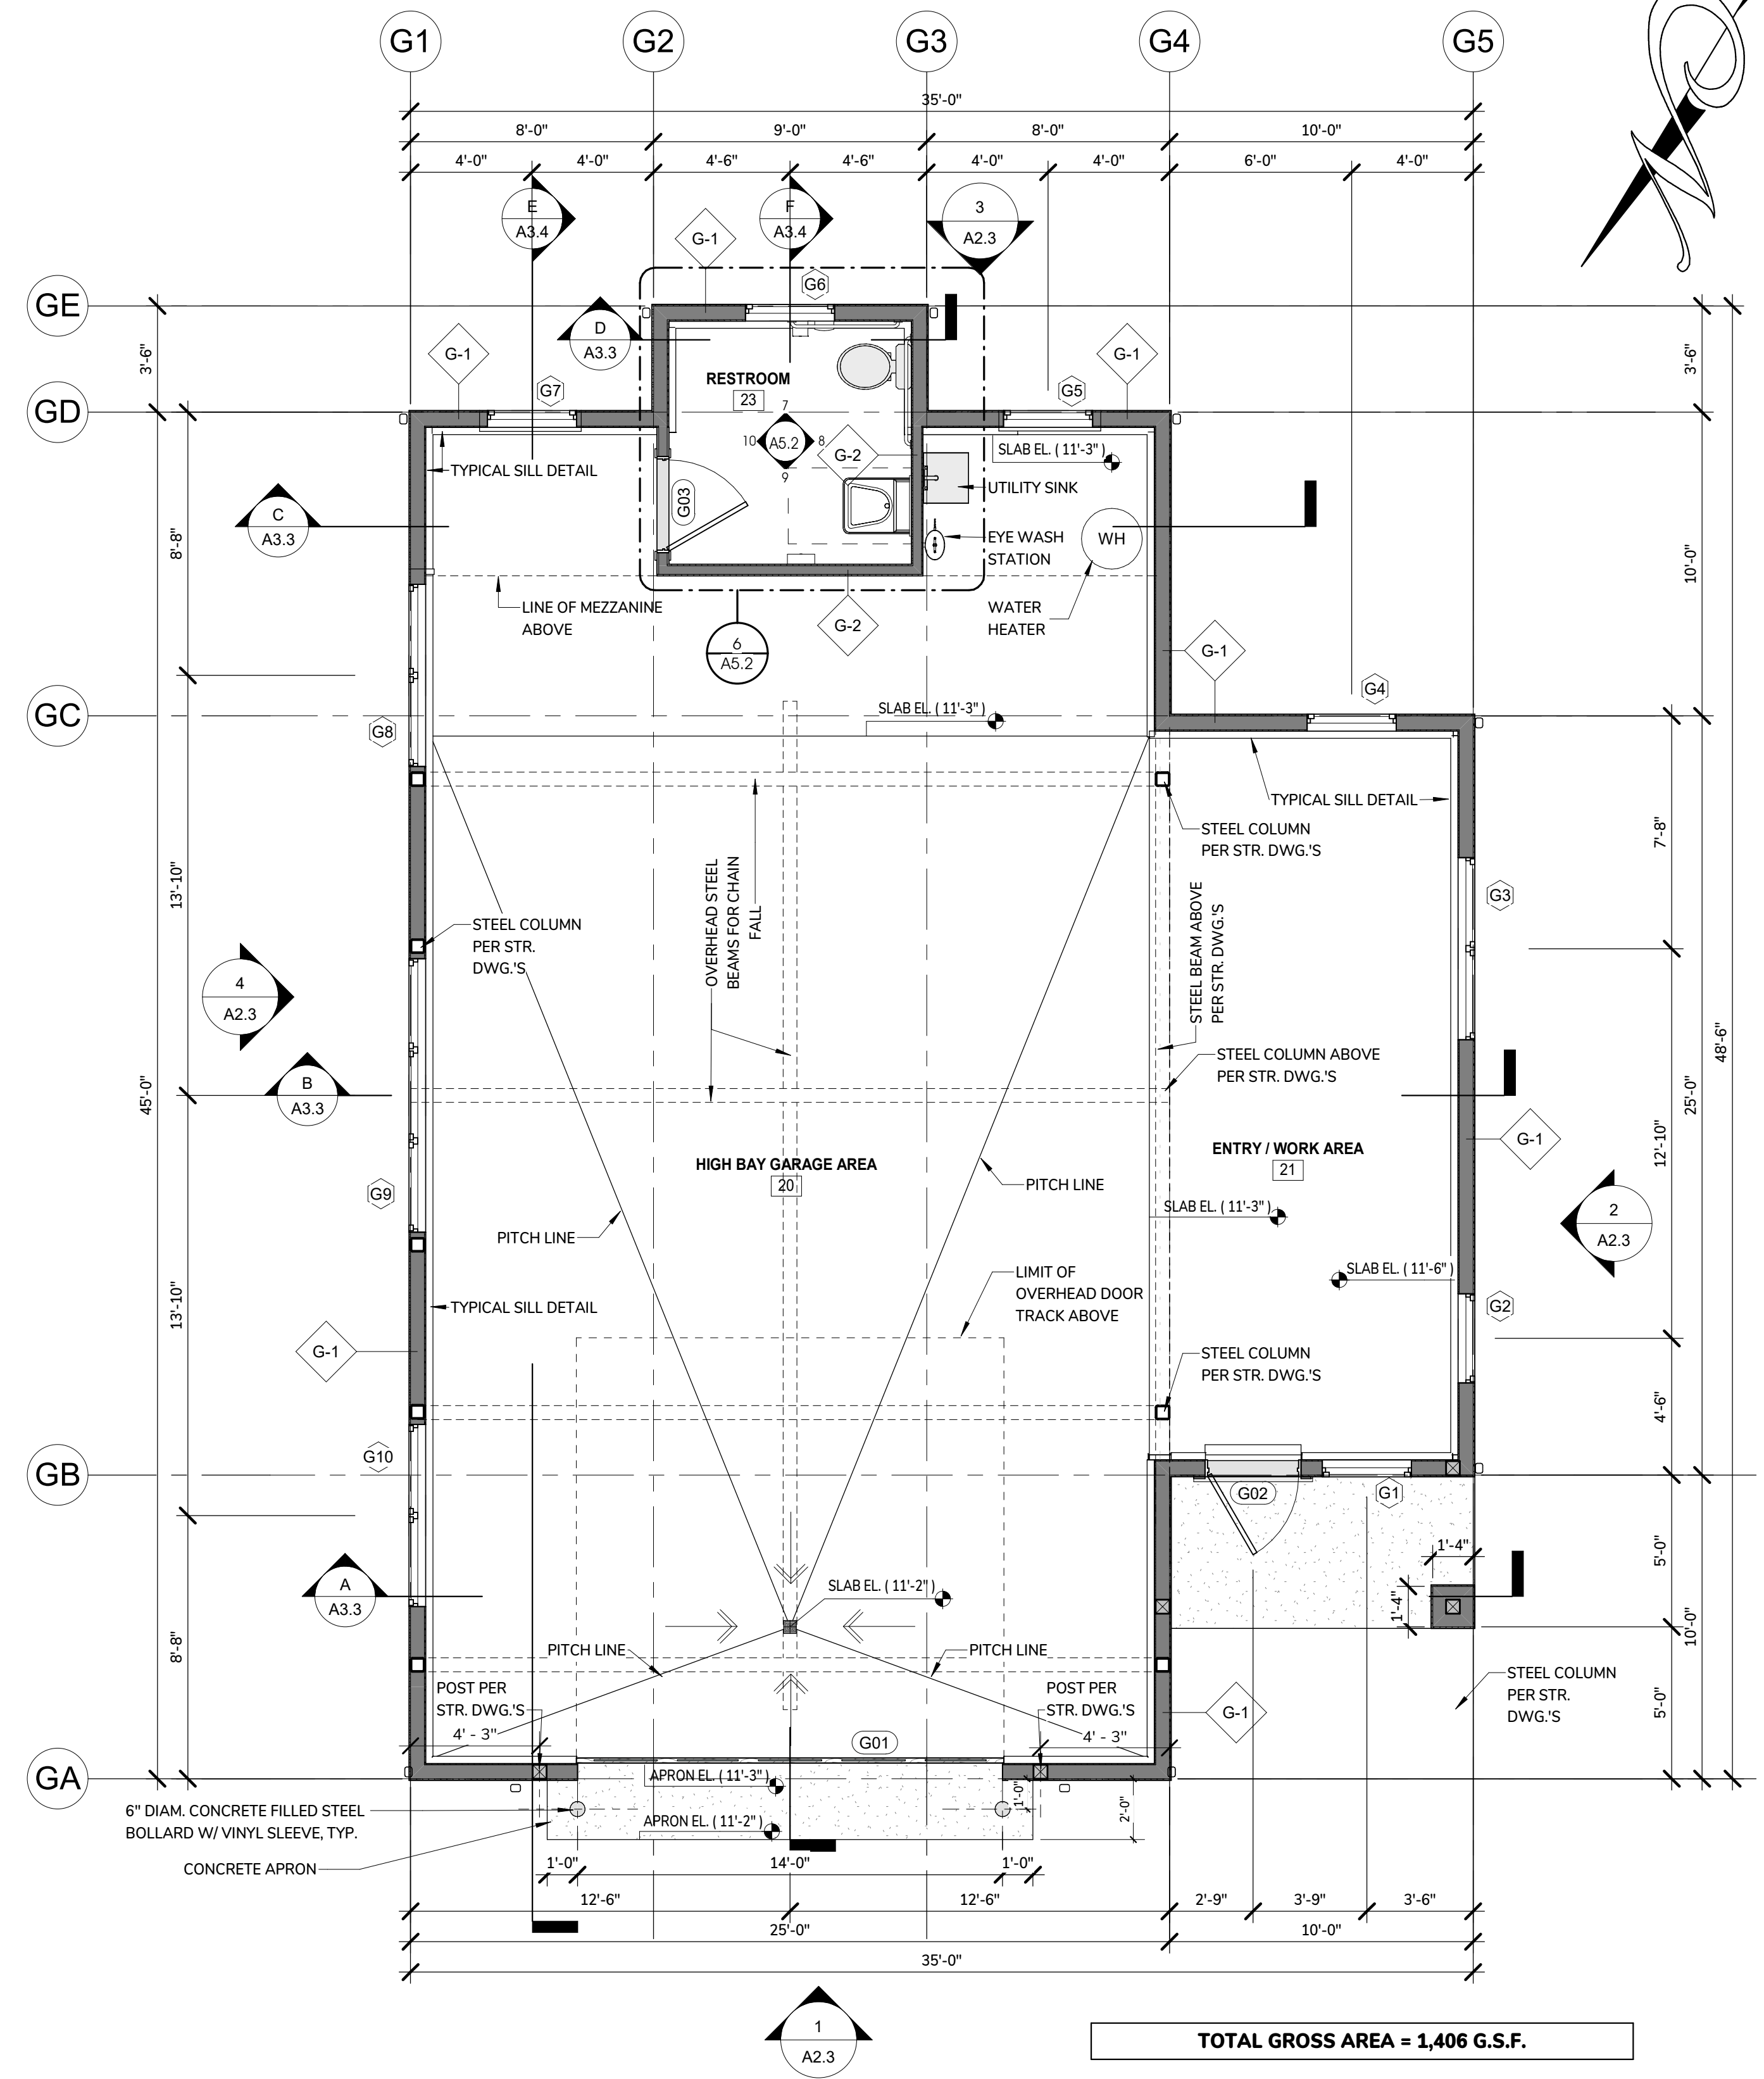 G1 G2 G3 G4 G5
35'-0"
8'-0" 9'-0" 8'-0" 10'-0"
4'-0" 4'-0" 4'-6" 4'-6" 4'-0" 4'-0" 6'-0" 4'-0"
E
A3.4
F
A3.4
3
A2.3
G-1
G6
GE
D
A3.3
3'-6"
3'-6"
G-1
G-1
RESTROOM
23
G7
G5
GD
7
10 A5.2 8
9
G-2
SLAB EL. ( 11'-3" )
TYPICAL SILL DETAIL
UTILITY SINK
G03
C
A3.3
8'-8"
EYE WASH
STATION
WH
10'-0"
LINE OF MEZZANINE
ABOVE
WATER
HEATER
G-2
6
A5.2
G-1
G4
GC
G8
SLAB EL. ( 11'-3" )
TYPICAL SILL DETAIL
STEEL COLUMN
PER STR. DWG.'S
7'-8"
13'-10"
OVERHEAD STEEL
BEAMS FOR CHAIN
FALL
STEEL BEAM ABOVE
PER STR. DWG.'S
G3
STEEL COLUMN
PER STR.
DWG.'S
4
A2.3
48'-6"
STEEL COLUMN ABOVE
PER STR. DWG.'S
B
A3.3
45'-0"
25'-0"
G-1
12'-10"
HIGH BAY GARAGE AREA
20
ENTRY / WORK AREA
21
PITCH LINE
G9
SLAB EL. ( 11'-3" )
2
A2.3
PITCH LINE
SLAB EL. ( 11'-6" )
LIMIT OF
OVERHEAD DOOR
TRACK ABOVE
13'-10"
TYPICAL SILL DETAIL
G2
G-1
STEEL COLUMN
PER STR. DWG.'S
4'-6"
G10
GB
G02
G1
1'-4"
5'-0"
A
A3.3
SLAB EL. ( 11'-2" )
1'-4"
10'-0"
8'-8"
PITCH LINE
PITCH LINE
POST PER
STR. DWG.'S
POST PER
STR. DWG.'S
STEEL COLUMN
PER STR.
DWG.'S
5'-0"
G-1
4' - 3"
4' - 3"
G01
GA
APRON EL. ( 11'-3" )
1'-0"
2'-0"
6" DIAM. CONCRETE FILLED STEEL
BOLLARD W/ VINYL SLEEVE, TYP.
APRON EL. ( 11'-2" )
CONCRETE APRON
1'-0" 14'-0" 1'-0"
12'-6" 12'-6" 2'-9" 3'-9" 3'-6"
25'-0" 10'-0"
35'-0"
1
A2.3
TOTAL GROSS AREA = 1,406 G.S.F.